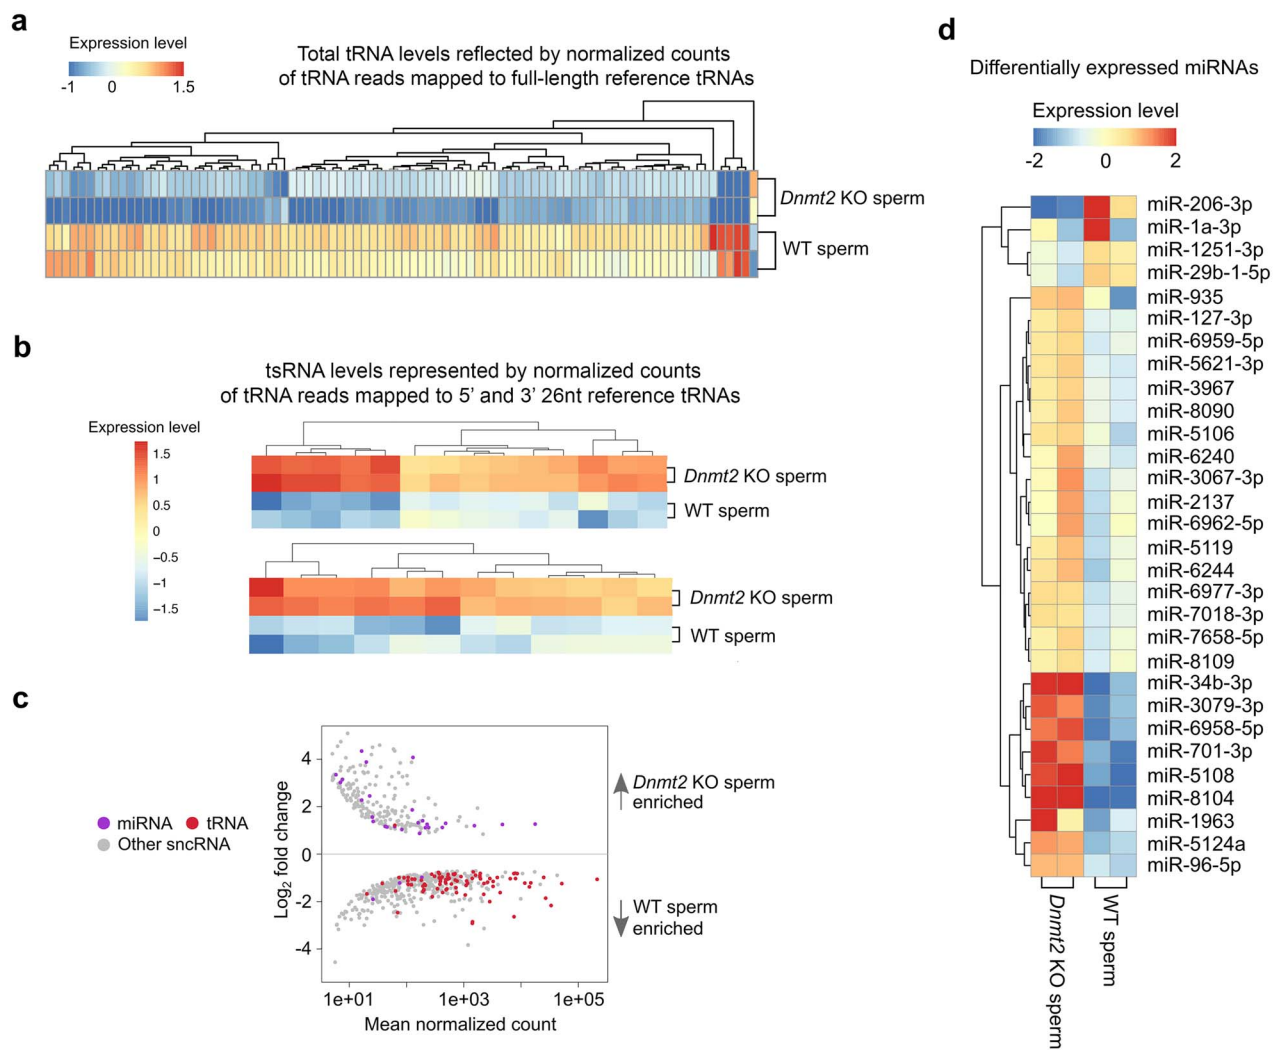 a
Expression level
-1 0 1.5
Total tRNA levels reflected by normalized counts
of tRNA reads mapped to full-length reference tRNAs
Dnmt2 KO sperm
WT sperm
b
tsRNA levels represented by normalized counts
of tRNA reads mapped to 5’ and 3’ 26nt reference tRNAs
Expression level
1.5
1
0.5
0
−0.5
−1
−1.5
Dnmt2 KO sperm
WT sperm
Dnmt2 KO sperm
WT sperm
c
miRNA tRNA
Other sncRNA
Log2 fold change
4
2
0
-2
-4
1e+01 1e+03 1e+05
Mean normalized count
Dnmt2 KO sperm
enriched
WT sperm
enriched
d
Differentially expressed miRNAs
Expression level
-2 0 2
miR-206-3p
miR-1a-3p
miR-1251-3p
miR-29b-1-5p
miR-935
miR-127-3p
miR-6959-5p
miR-5621-3p
miR-3967
miR-8090
miR-5106
miR-6240
miR-3067-3p
miR-2137
miR-6962-5p
miR-5119
miR-6244
miR-6977-3p
miR-7018-3p
miR-7658-5p
miR-8109
miR-34b-3p
miR-3079-3p
miR-6958-5p
miR-701-3p
miR-5108
miR-8104
miR-1963
miR-5124a
miR-96-5p
Dnmt2 KO sperm
WT sperm